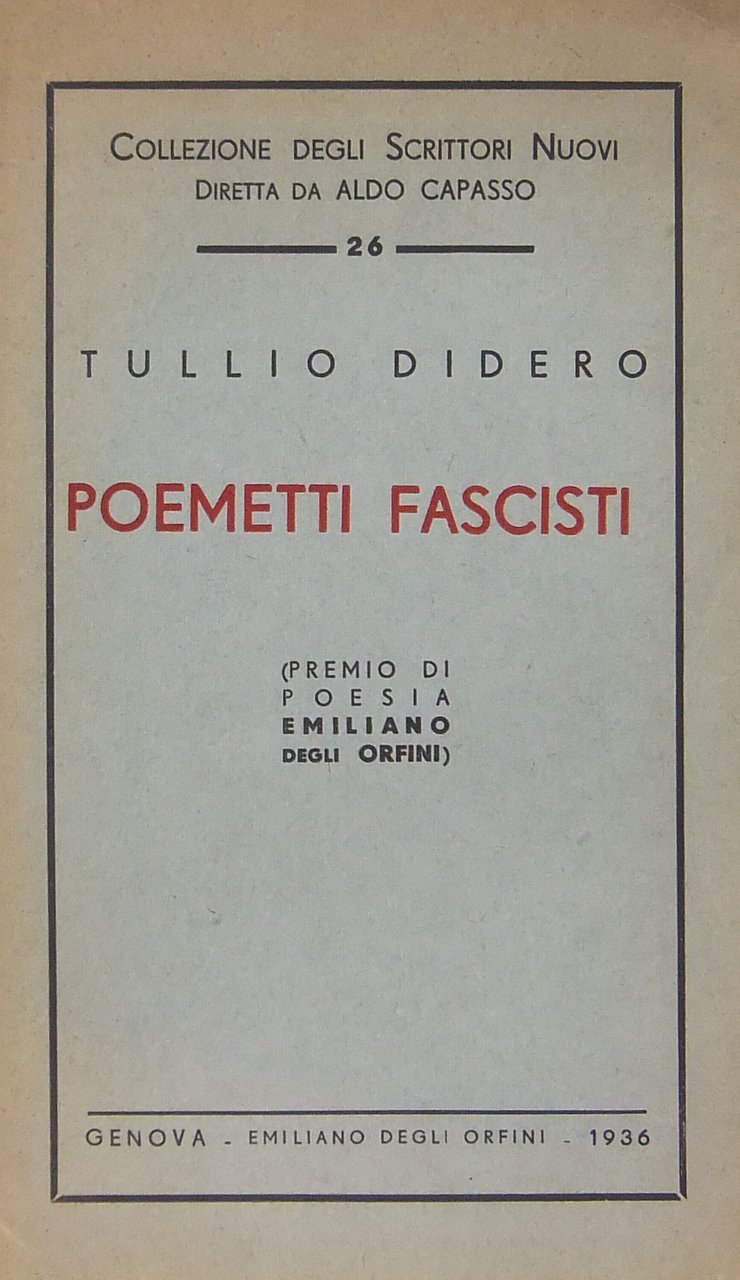 COLLEZIONE DEGLI SCRITTORI NUOVI
DIRETTA DA ALDO CAPASSO
26
TULLIO DIDERO
POEMETTI FASCISTI
(PREMIO DI
POESIA
EMILIANO
DEGLI ORFINI)
GENOVA - EMILIANO DEGLI ORFINI - 1936